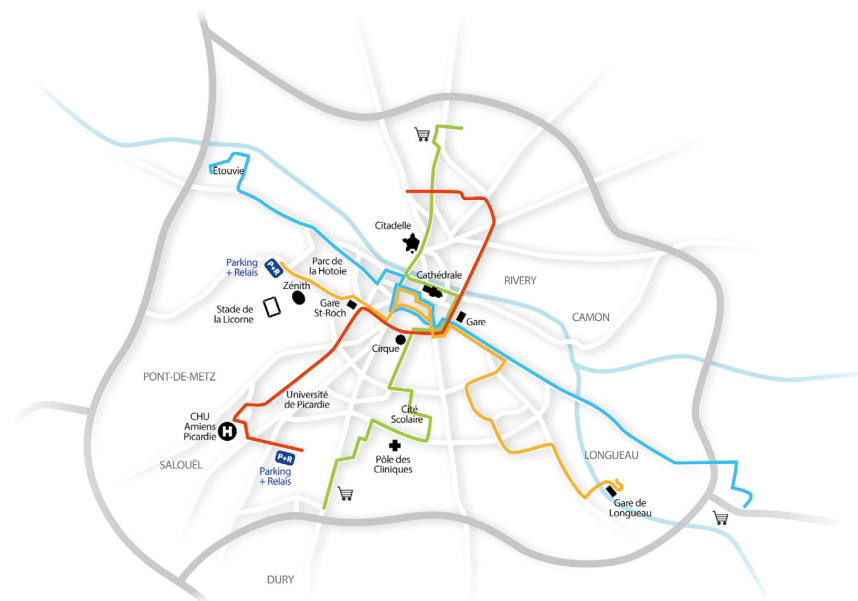 Étouvie
Citadelle
Parking
+ Relais
P+R
Parc de
la Hotoie
Cathédrale
RIVERY
Zénith
Stade de
la Licorne
Gare
St-Roch
Gare
CAMON
Cirque
PONT-DE-METZ
Université
de Picardie
CHU
Amiens
Picardie
H
Cité
Scolaire
SALOUËL
P+R
Parking
+ Relais
Pôle des
Cliniques
LONGUEAU
Gare de
Longueau
DURY